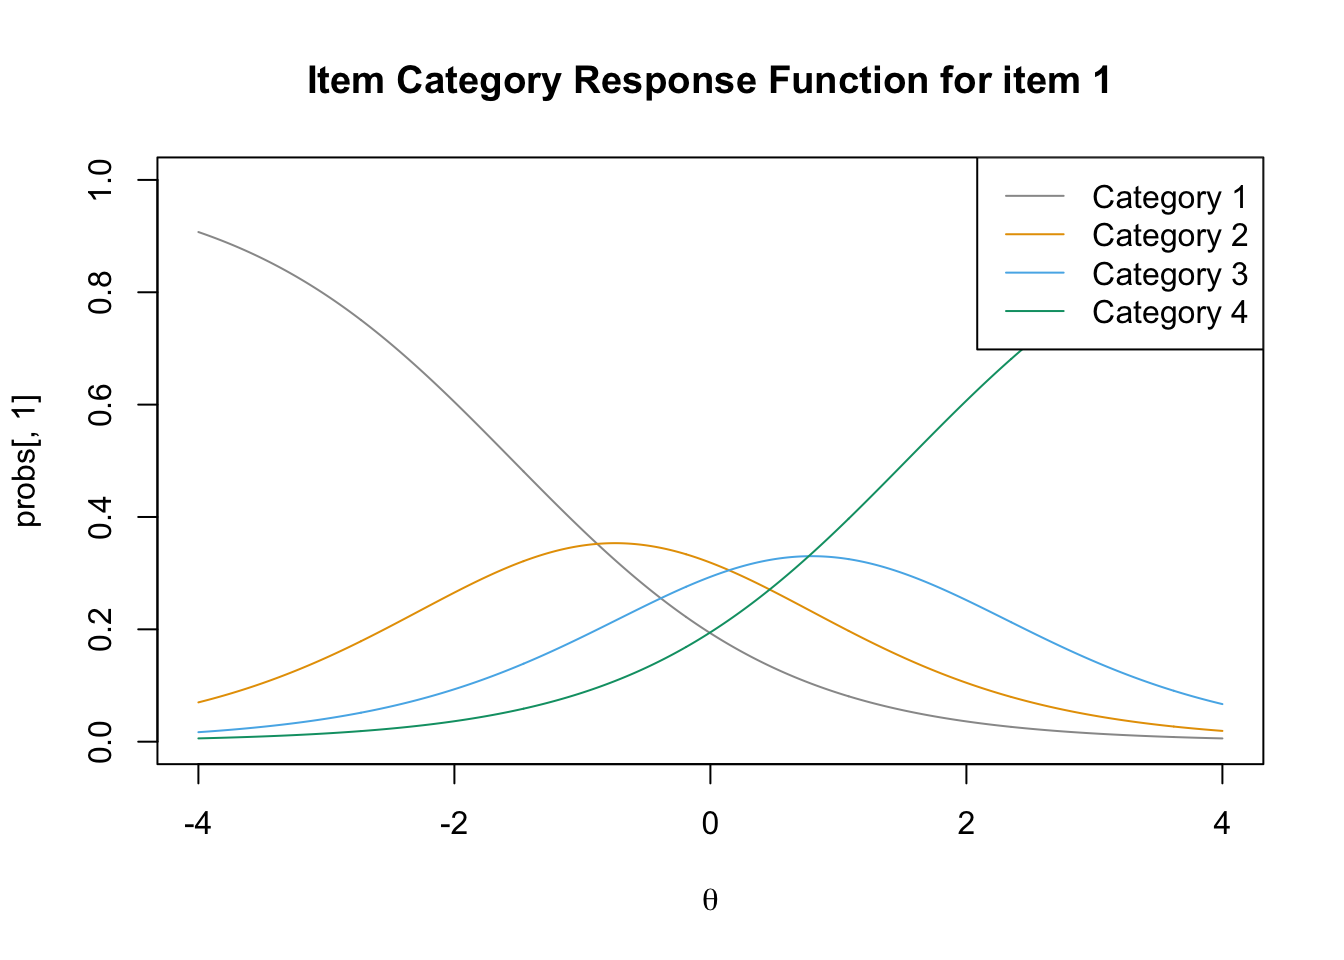 Item Category Response Function for item 1
probs[, 1]
1.0
0.8
0.6
0.4
0.2
0.0
Category 1
Category 2
Category 3
Category 4
-4 -2 0 2 4
θ